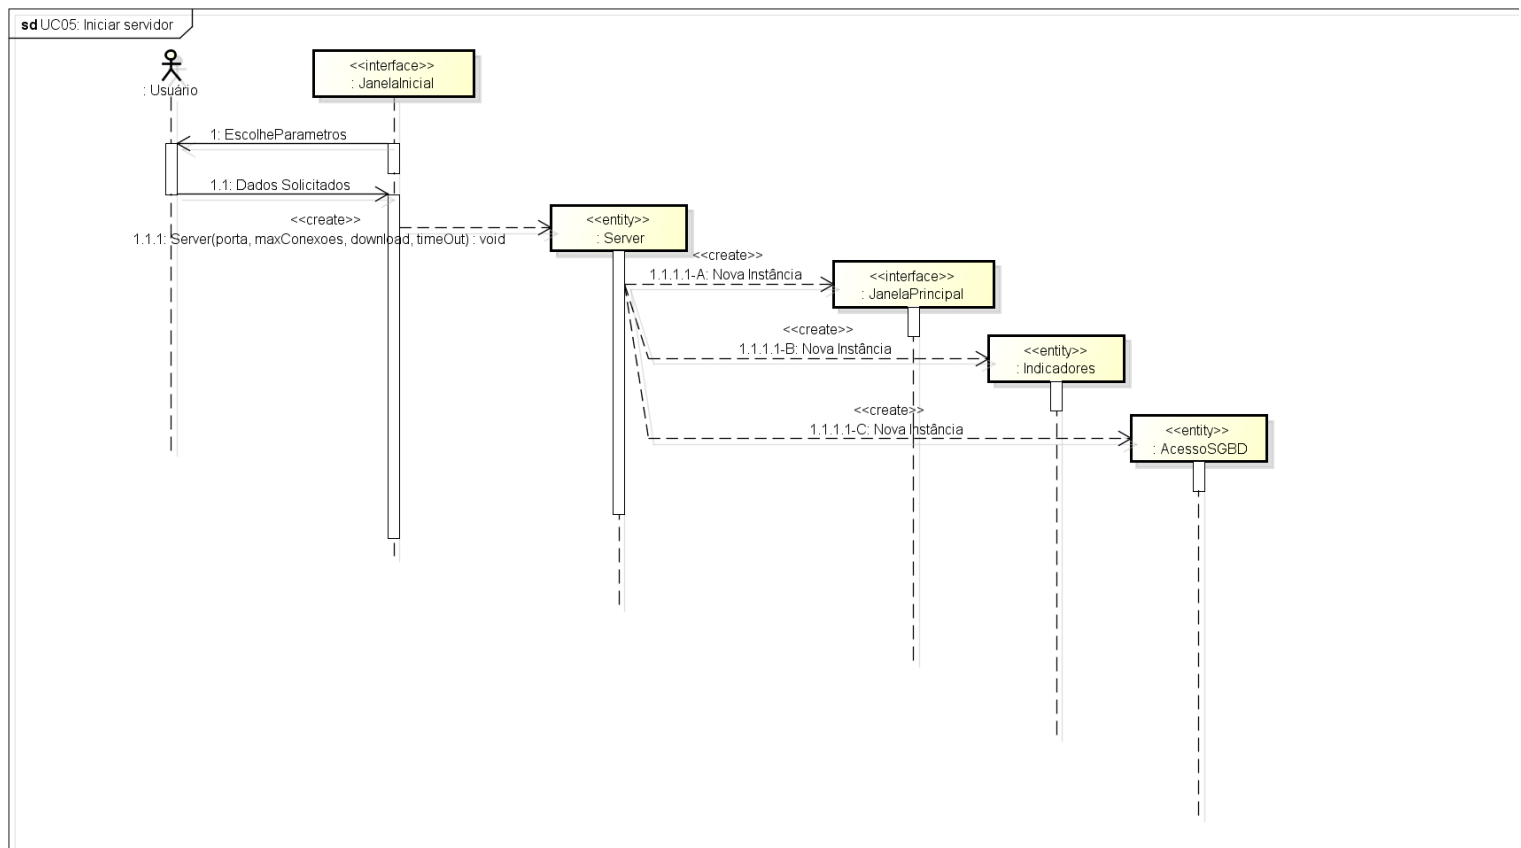 sd UC05: Iniciar servidor
<<interface>>
: JanelaInicial
: Usuário
1: EscolheParametros
1.1: Dados Solicitados
<<create>>
1.1.1: Server(porta, maxConexoes, download, timeOut) : void
<<entity>>
: Server
<<create>>
1.1.1.1-A: Nova Instância
<<interface>>
: JanelaPrincipal
<<create>>
1.1.1.1-B: Nova Instância
<<entity>>
: Indicadores
<<create>>
1.1.1.1-C: Nova Instância
<<entity>>
: AcessoSGBD